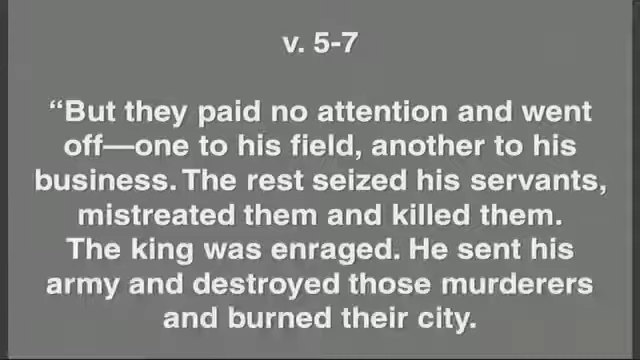 v. 5-7
“But they paid no attention and went
off—one to his field, another to his
business. The rest seized his servants,
mistreated them and killed them.
The king was enraged. He sent his
army and destroyed those murderers
and burned their city.